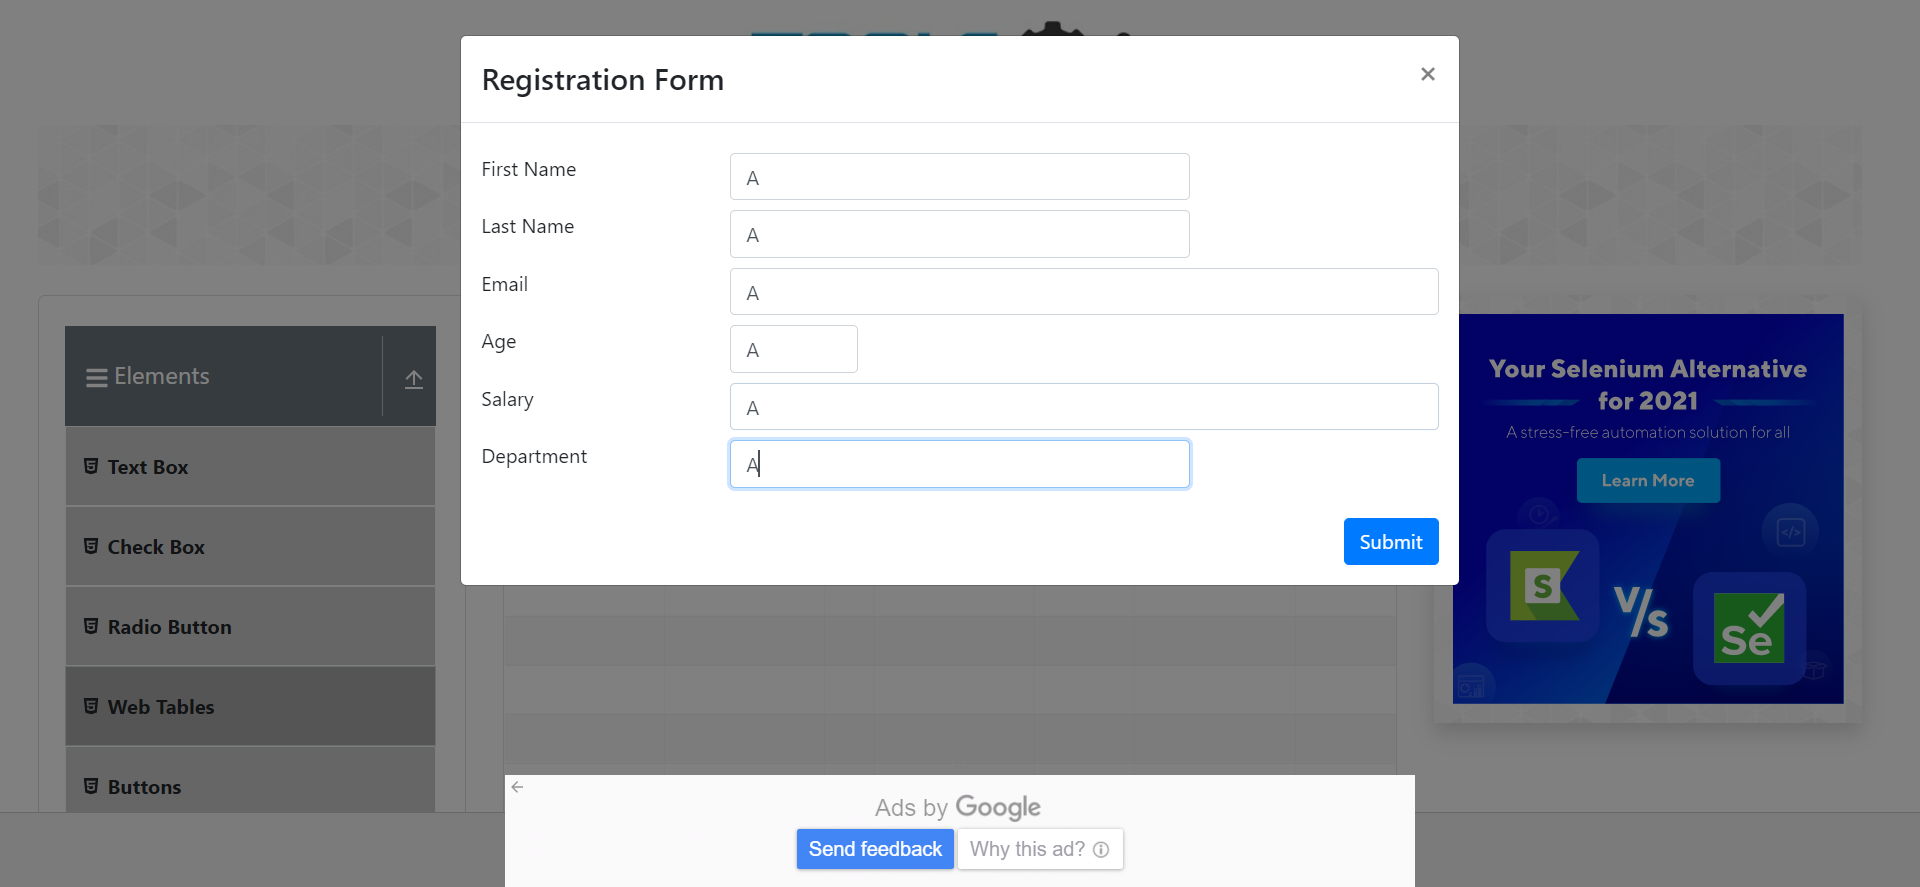 Registration Form
×
First Name
A
Last Name
A
Email
A
Age
A
Salary
A
Department
A
Submit
Elements
Text Box
Check Box
Radio Button
Web Tables
Buttons
Your Selenium Alternative
for 2021
A stress-free automation solution for all
Learn More
</>
S
V/s
Se
Ads by Google
Send feedback
Why this ad?